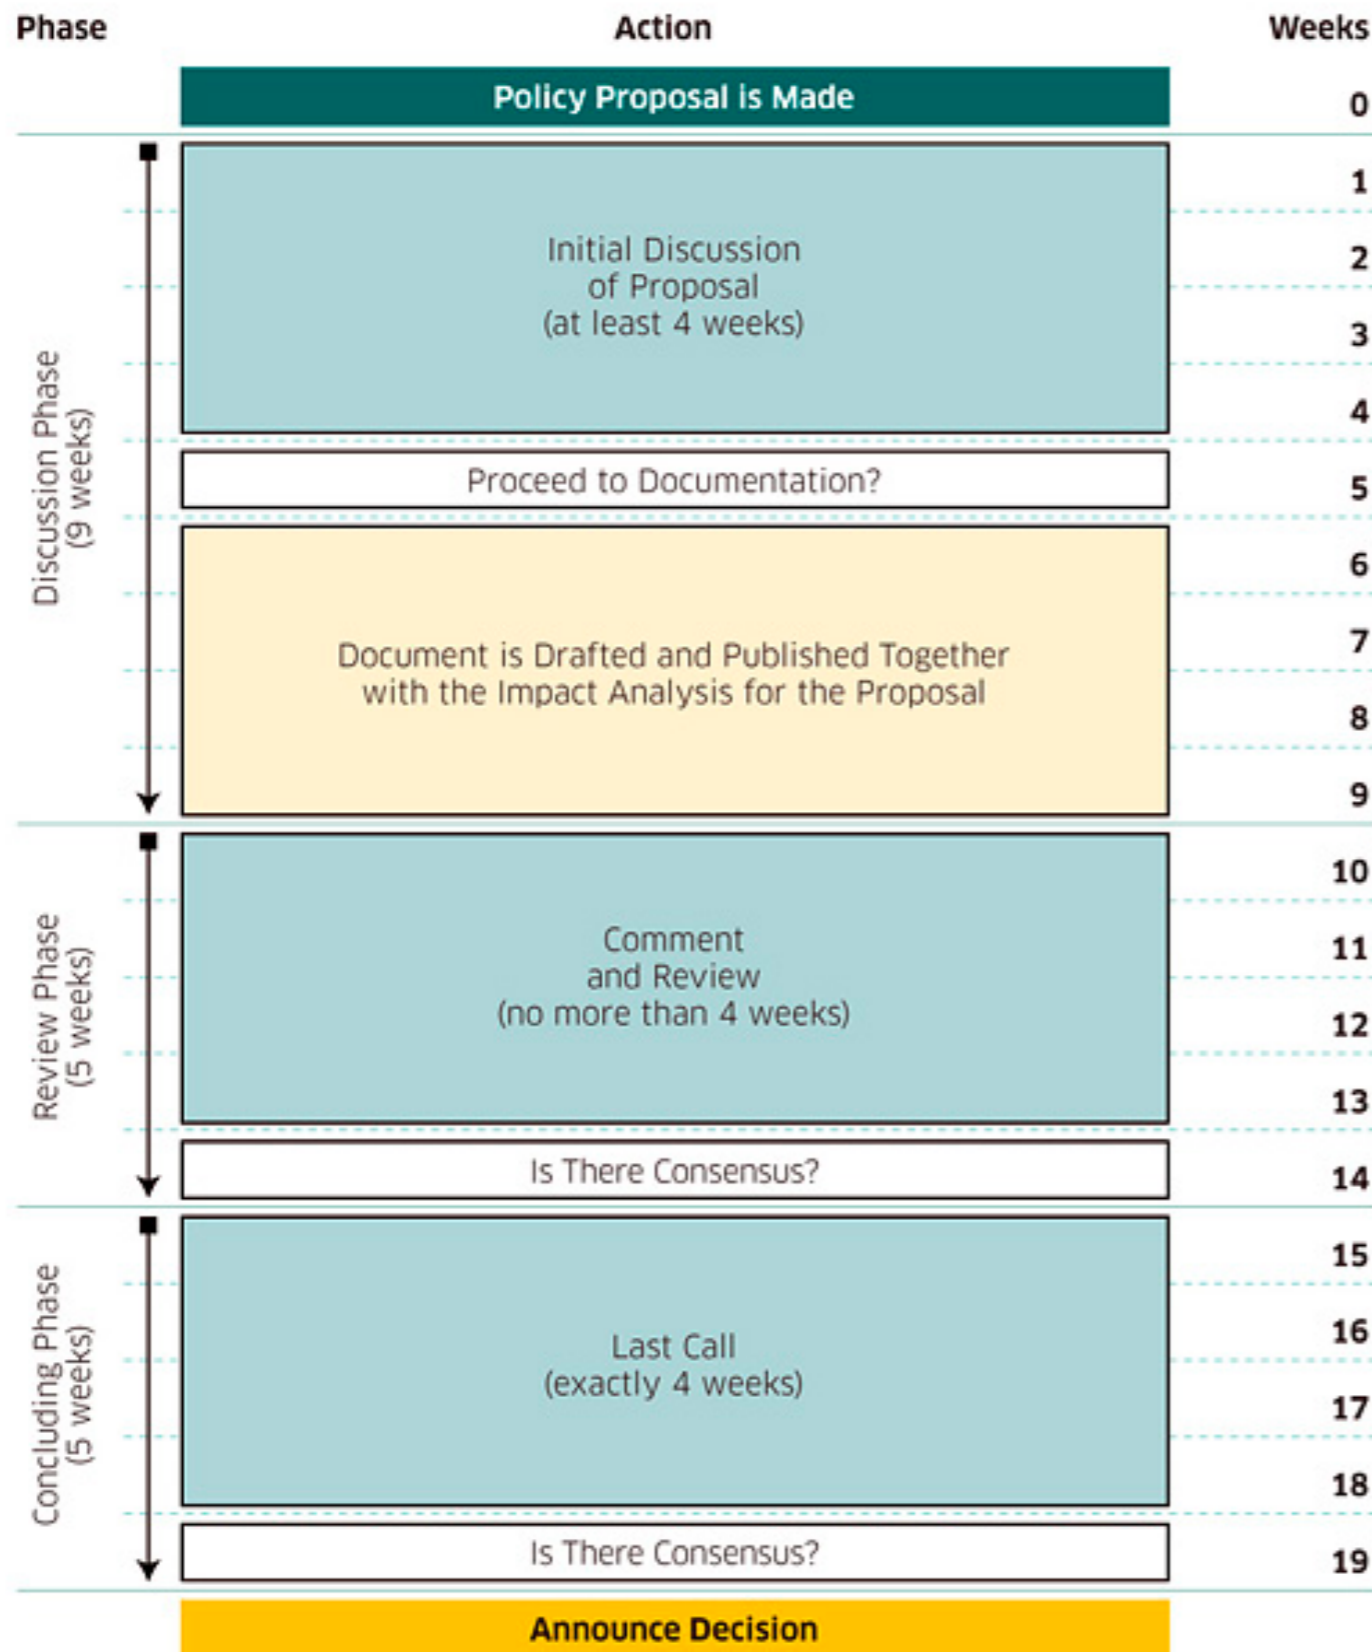 Phase Action Weeks
Policy Proposal is Made 0
Discussion Phase
(9 weeks)
1
Initial Discussion
of Proposal
(at least 4 weeks)
2
3
4
Proceed to Documentation? 5
6
Document is Drafted and Published Together
with the Impact Analysis for the Proposal
7
8
9
Review Phase
(5 weeks)
10
Comment
and Review
(no more than 4 weeks)
11
12
13
Is There Consensus? 14
Concluding Phase
(5 weeks)
15
Last Call
(exactly 4 weeks)
16
17
18
Is There Consensus? 19
Announce Decision